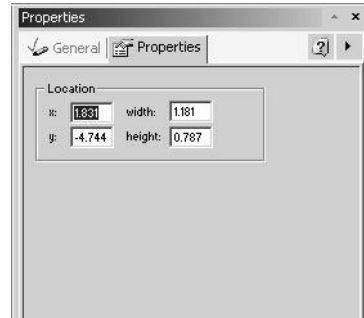 Properties
General Properties
Location
x: 1.831 width: 1.181
y: -4.744 height: 0.787